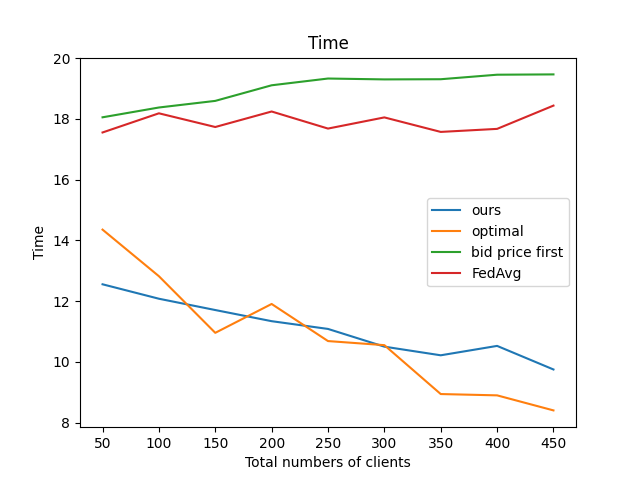 Time
20
18
16
14
12
10
8
Time
ours
optimal
bid price first
FedAvg
50 100 150 200 250 300 350 400 450
Total numbers of clients